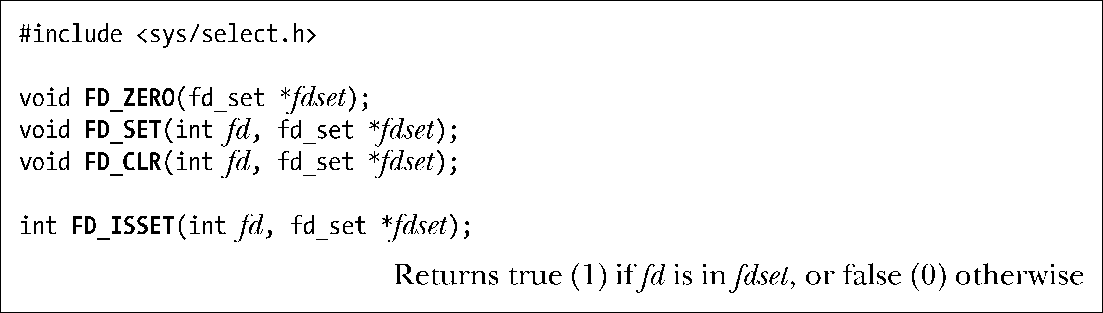 #include <sys/select.h>
void FD_ZERO(fd_set *fdset);
void FD_SET(int fd, fd_set *fdset);
void FD_CLR(int fd, fd_set *fdset);
int FD_ISSET(int fd, fd_set *fdset);
Returns true (1) if fd is in fdset, or false (0) otherwise